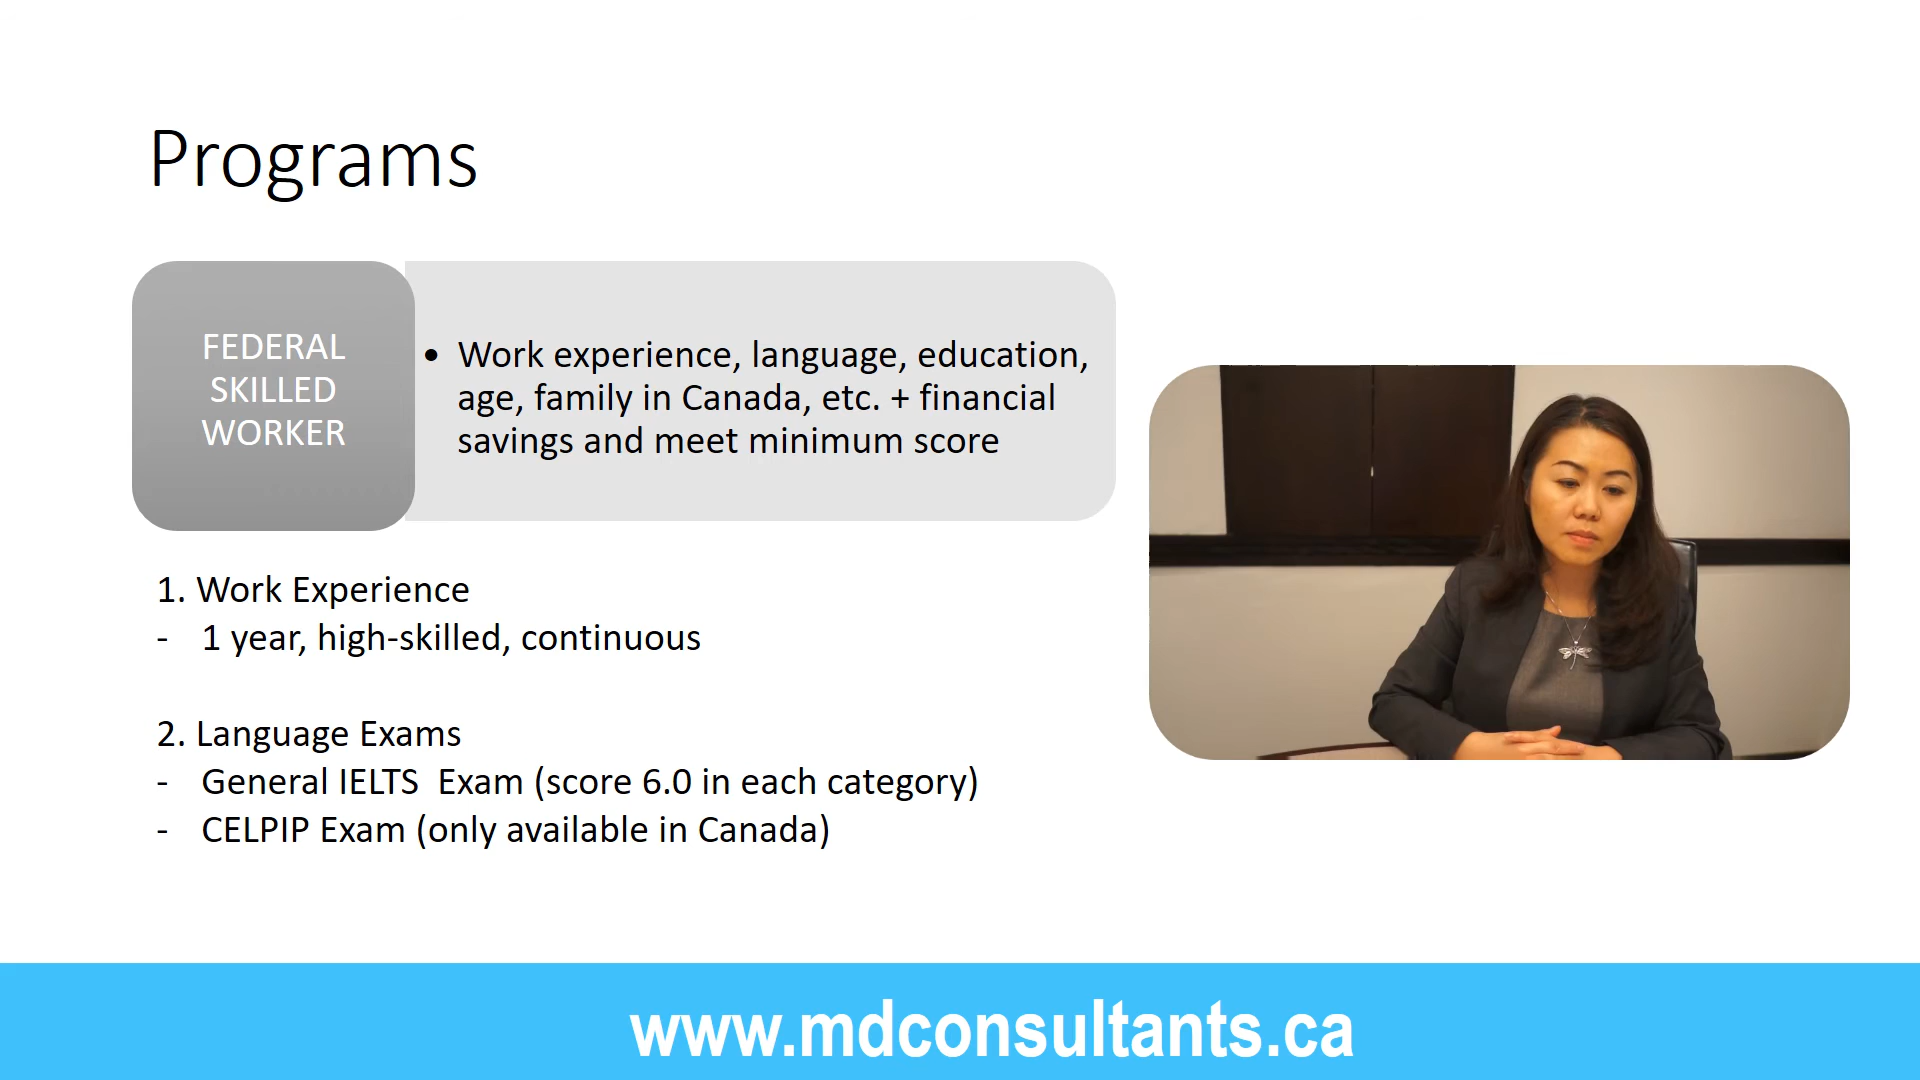 Programs
FEDERAL
SKILLED
WORKER
• Work experience, language, education,
age, family in Canada, etc. + financial
savings and meet minimum score
1. Work Experience
- 1 year, high-skilled, continuous
2. Language Exams
- General IELTS  Exam (score 6.0 in each category)
- CELPIP Exam (only available in Canada)
www.mdconsultants.ca